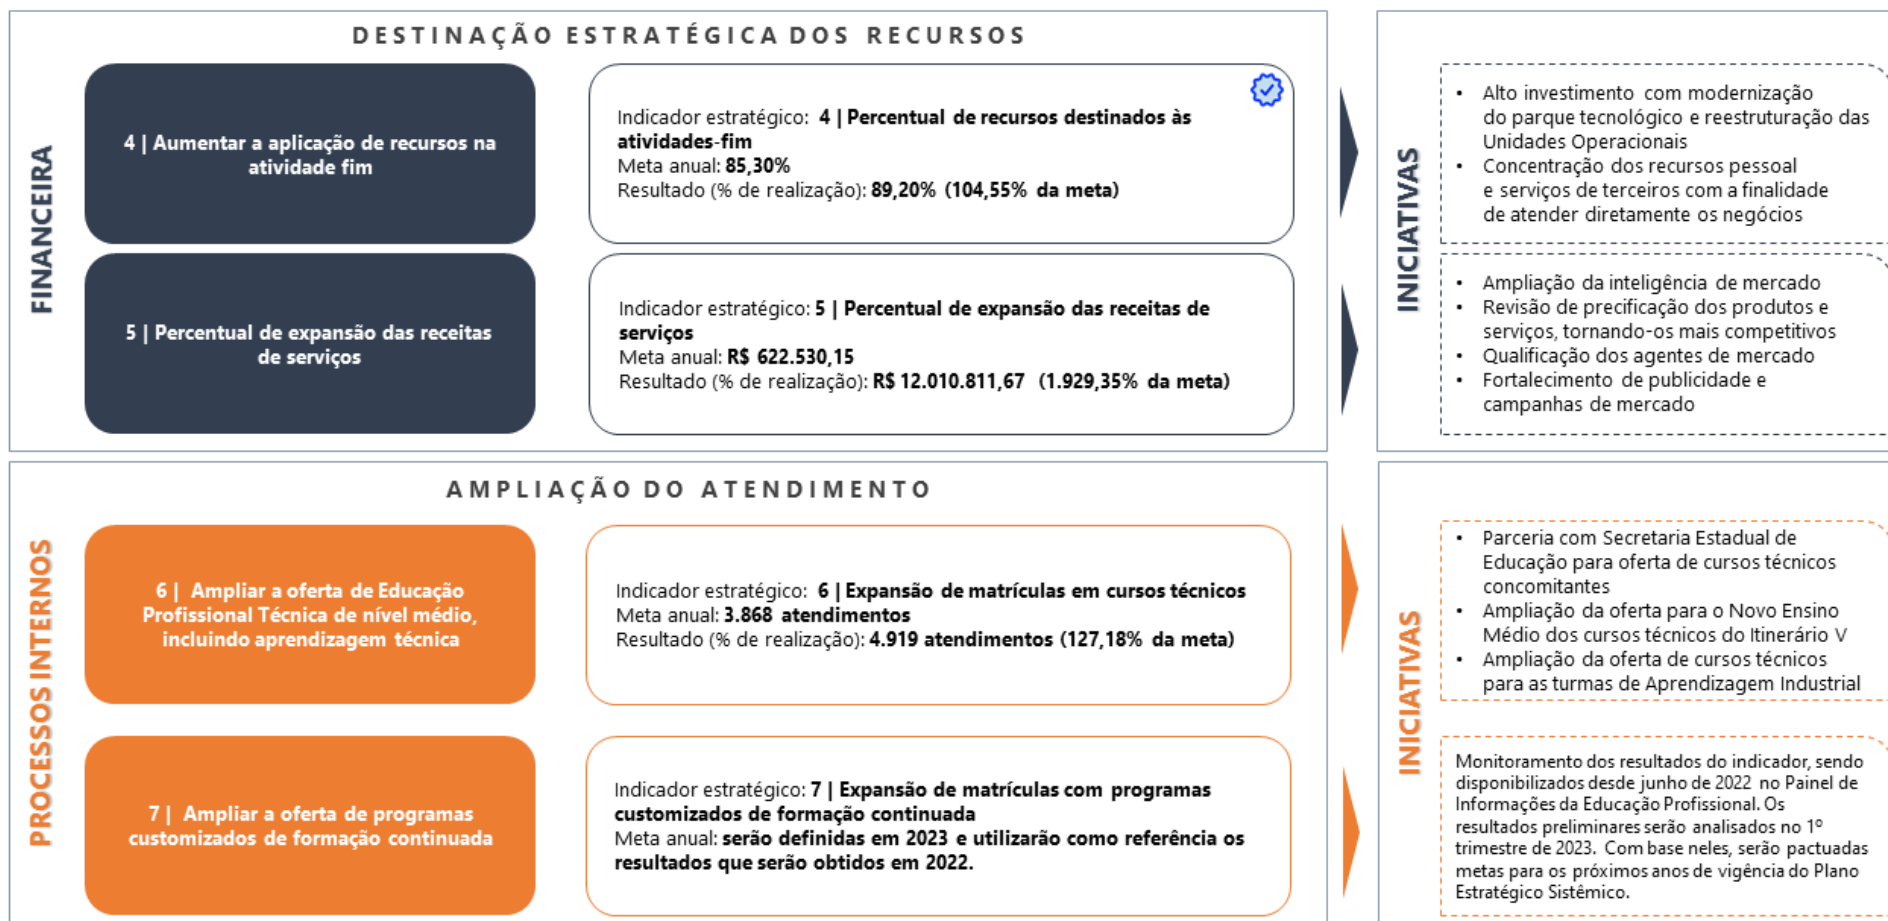 DESTINAÇÃO ESTRATÉGICA DOS RECURSOS
FINANCEIRA
4 | Aumentar a aplicação de recursos na
atividade fim
Indicador estratégico: 4 | Percentual de recursos destinados às
atividades-fim
Meta anual: 85,30%
Resultado (% de realização): 89,20% (104,55% da meta)
5 | Percentual de expansão das receitas
de serviços
Indicador estratégico: 5 | Percentual de expansão das receitas de
serviços
Meta anual: R$ 622.530,15
Resultado (% de realização): R$ 12.010.811,67 (1.929,35% da meta)
INICIATIVAS
• Alto investimento com modernização
do parque tecnológico e reestruturação das
Unidades Operacionais
• Concentração dos recursos pessoal
e serviços de terceiros com a finalidade
de atender diretamente os negócios
• Ampliação da inteligência de mercado
• Revisão de precificação dos produtos e
serviços, tornando-os mais competitivos
• Qualificação dos agentes de mercado
• Fortalecimento de publicidade e
campanhas de mercado
AMPLIAÇÃO DO ATENDIMENTO
PROCESSOS INTERNOS
6 | Ampliar a oferta de Educação
Profissional Técnica de nível médio,
incluindo aprendizagem técnica
Indicador estratégico: 6 | Expansão de matrículas em cursos técnicos
Meta anual: 3.868 atendimentos
Resultado (% de realização): 4.919 atendimentos (127,18% da meta)
7 | Ampliar a oferta de programas
customizados de formação continuada
Indicador estratégico: 7 | Expansão de matrículas com programas
customizados de formação continuada
Meta anual: serão definidas em 2023 e utilizarão como referência os
resultados que serão obtidos em 2022.
INICIATIVAS
• Parceria com Secretaria Estadual de
Educação para oferta de cursos técnicos
concomitantes
• Ampliação da oferta para o Novo Ensino
Médio dos cursos técnicos do Itinerário V
• Ampliação da oferta de cursos técnicos
para as turmas de Aprendizagem Industrial
Monitoramento dos resultados do indicador, sendo
disponibilizados desde junho de 2022 no Painel de
Informações da Educação Profissional. Os
resultados preliminares serão analisados no 1º
trimestre de 2023. Com base neles, serão pactuadas
metas para os próximos anos de vigência do Plano
Estratégico Sistêmico.